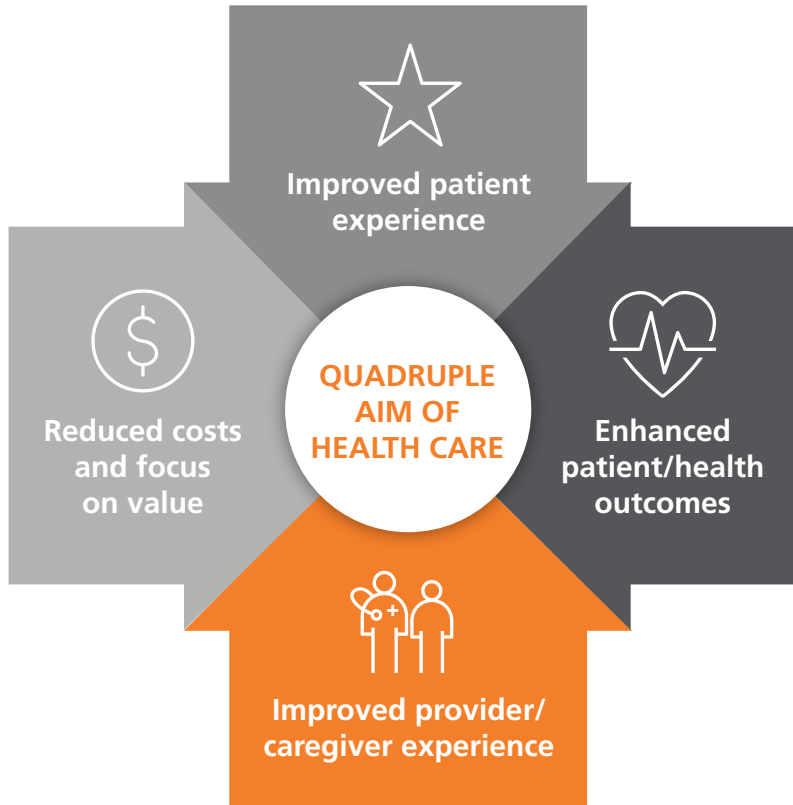 Improved patient
experience
Reduced costs
and focus
on value
$
QUADRUPLE
AIM OF
HEALTH CARE
Enhanced
patient/health
outcomes
Improved provider/
caregiver experience